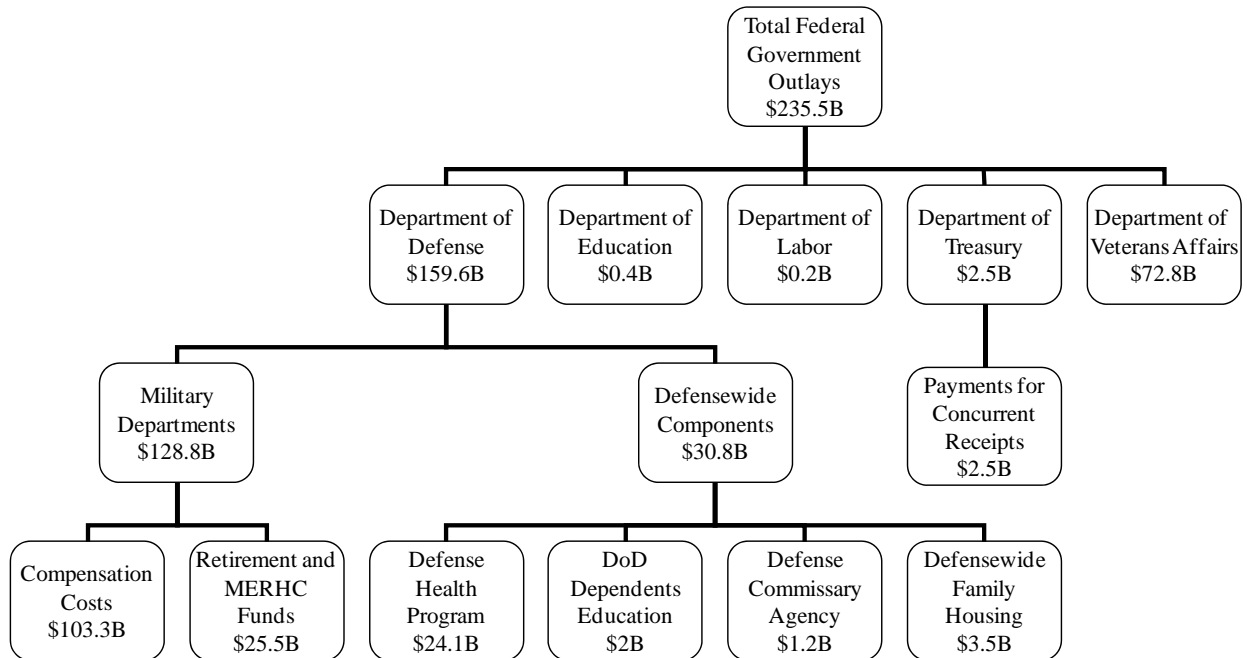 Total Federal
Government
Outlays
$235.5B
Department of
Defense
$159.6B
Department of
Education
$0.4B
Department of
Labor
$0.2B
Department of
Treasury
$2.5B
Department of
Veterans Affairs
$72.8B
Military
Departments
$128.8B
Defensewide
Components
$30.8B
Payments for
Concurrent
Receipts
$2.5B
Compensation
Costs
$103.3B
Retirement and
MERHC
Funds
$25.5B
Defense
Health
Program
$24.1B
DoD
Dependents
Education
$2B
Defense
Commissary
Agency
$1.2B
Defensewide
Family
Housing
$3.5B